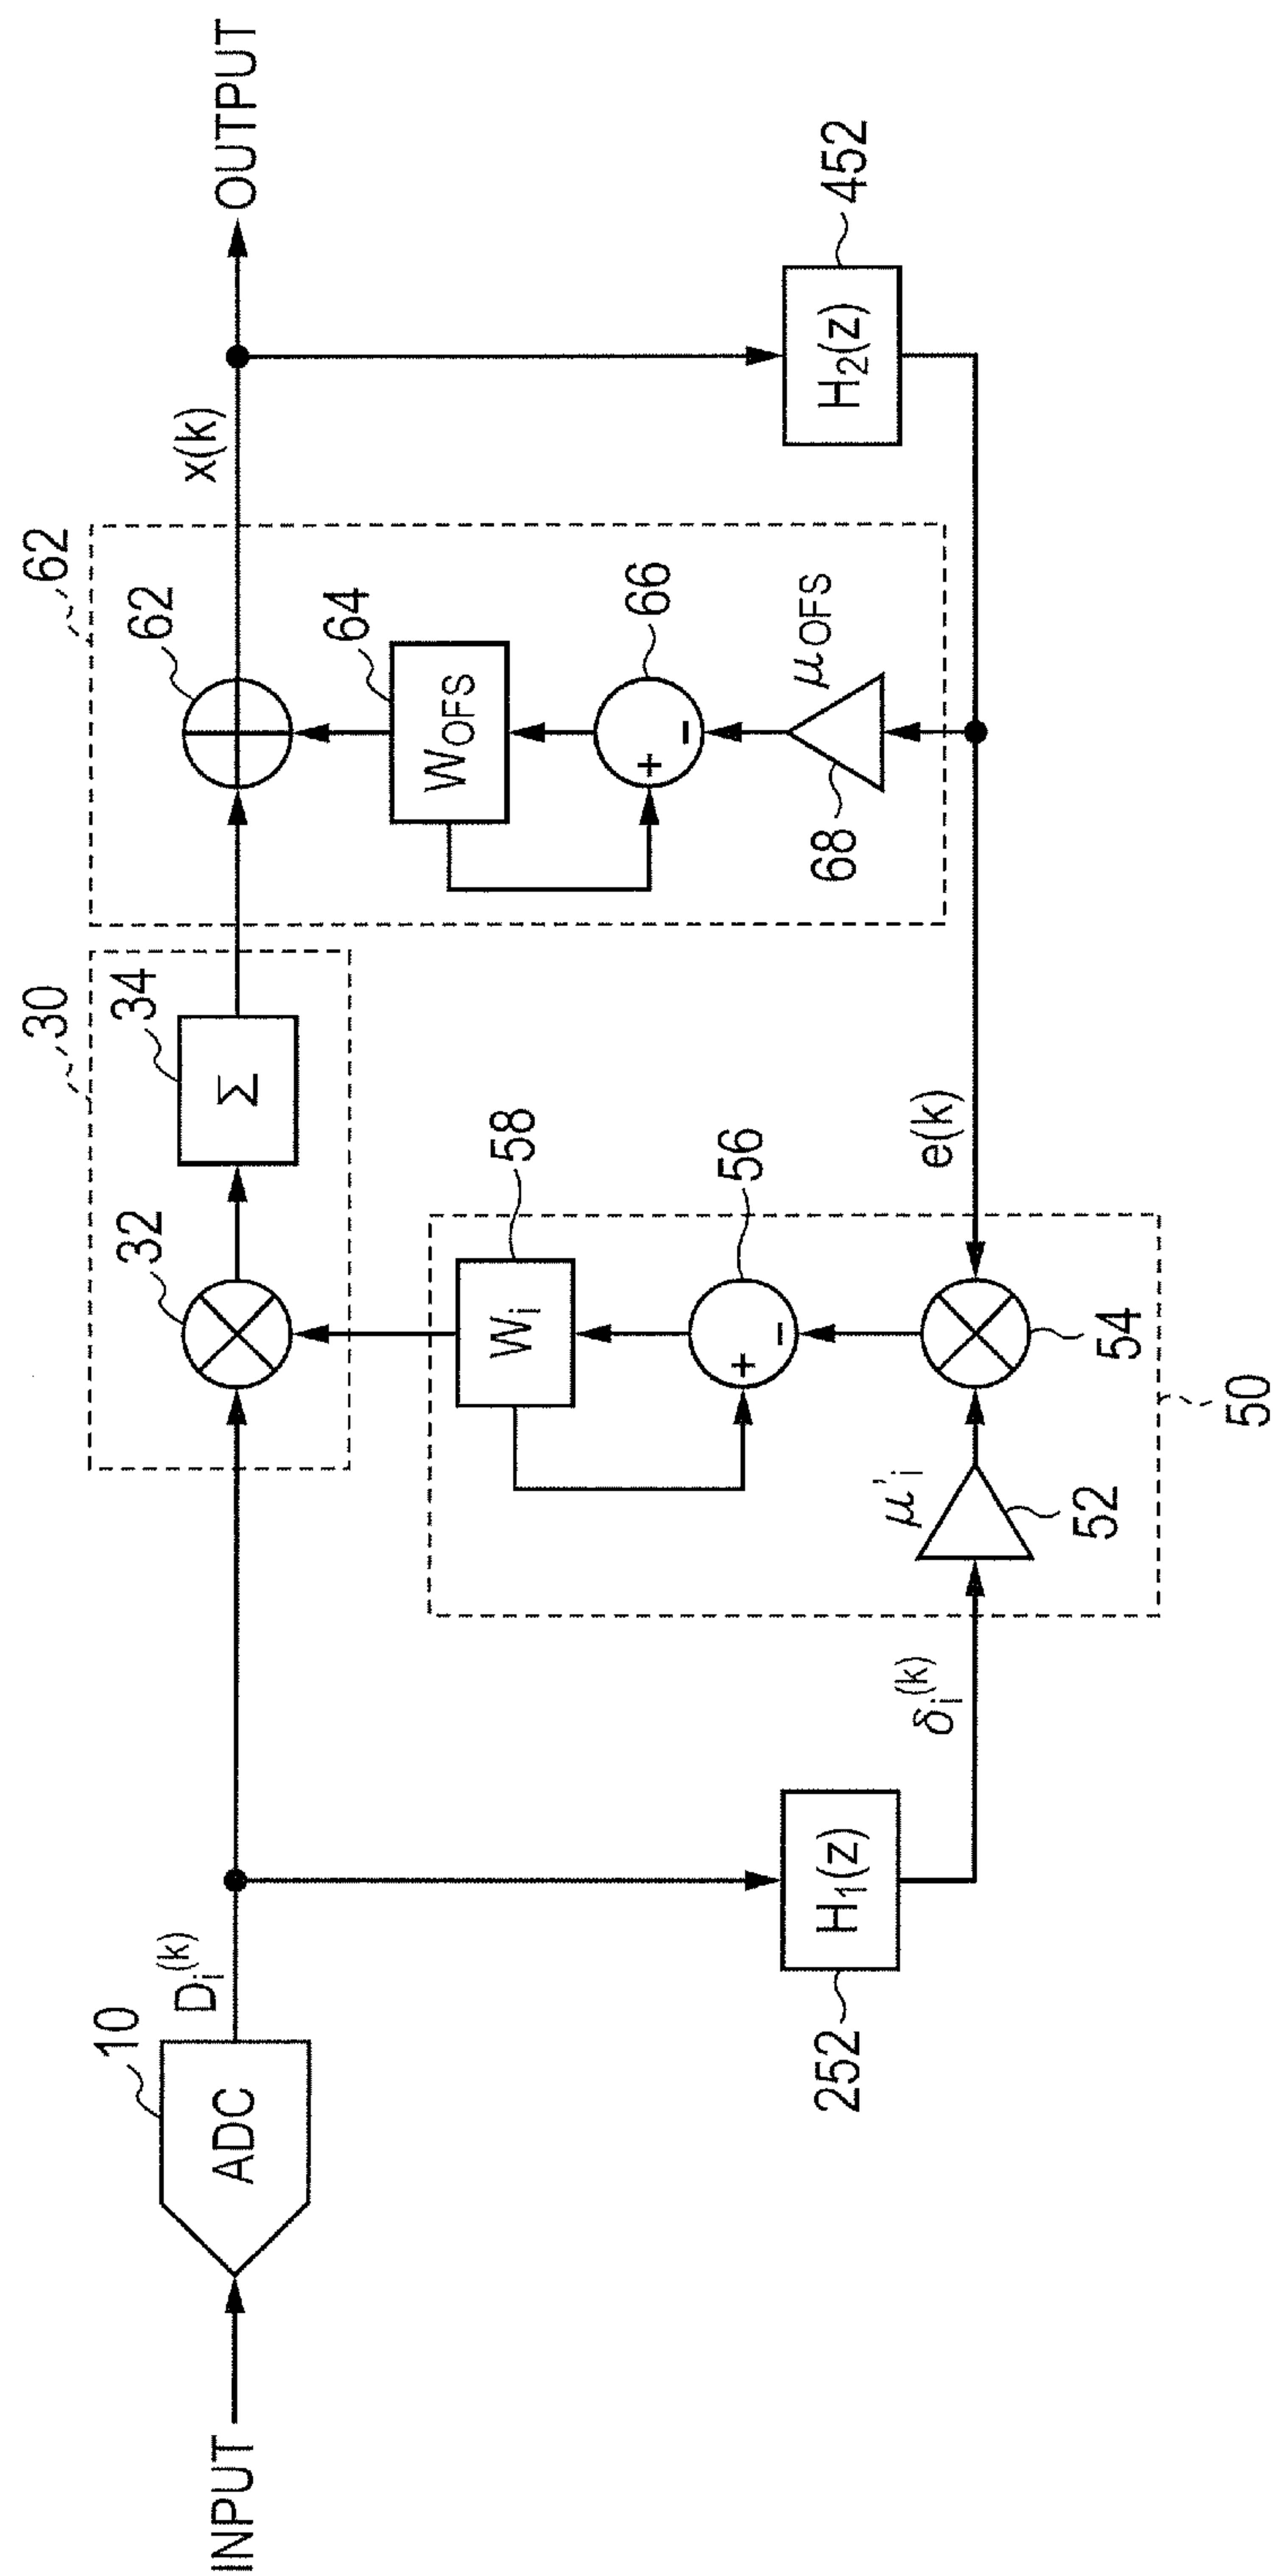 INPUT
10
ADC
D_i^(k)
252
H₁(z)
δ_i^(k)
30
32
34
Σ
58
W_i
56
+
−
54
μ'_i
52
50
e(k)
62
62
64
W_OFS
66
+
−
68
μ_OFS
x(k)
OUTPUT
452
H₂(z)